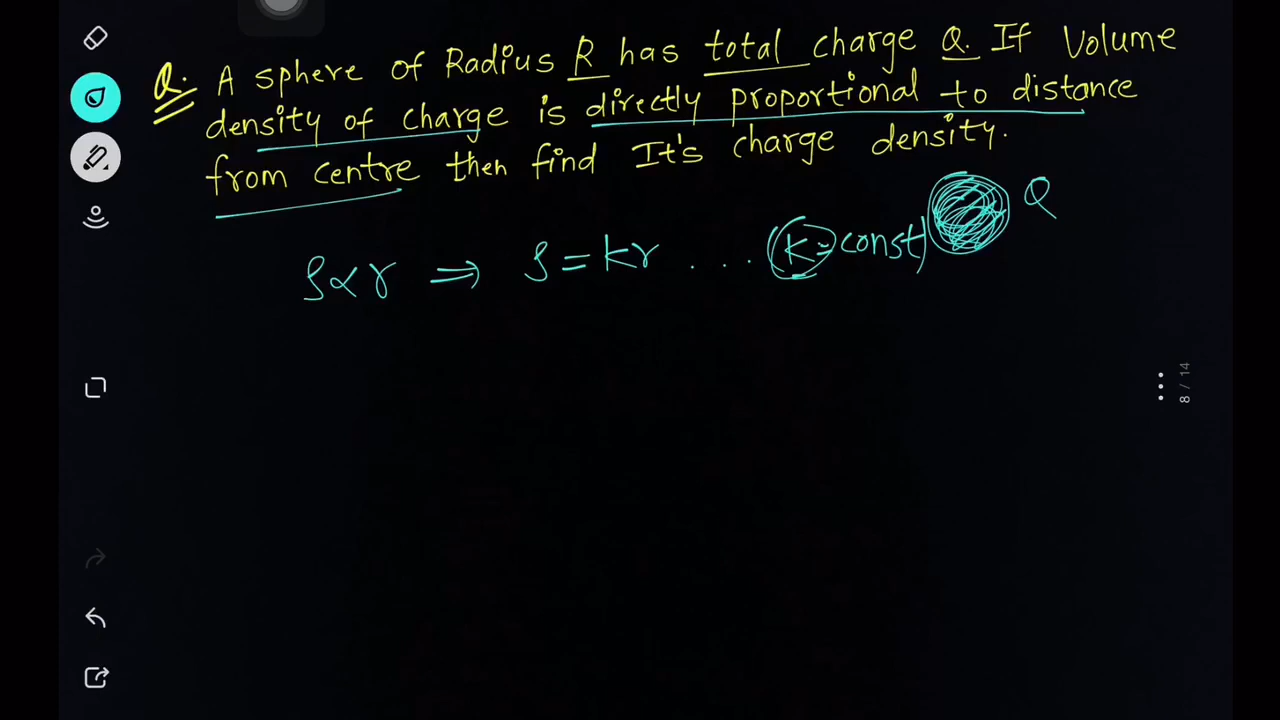 Q. A sphere of Radius R has total charge Q. If Volume
density of charge is directly proportional to distance
from centre then find It's charge density.
Q
ρ∝r ⇒ ρ=kr ... (k=const)
8 / 14